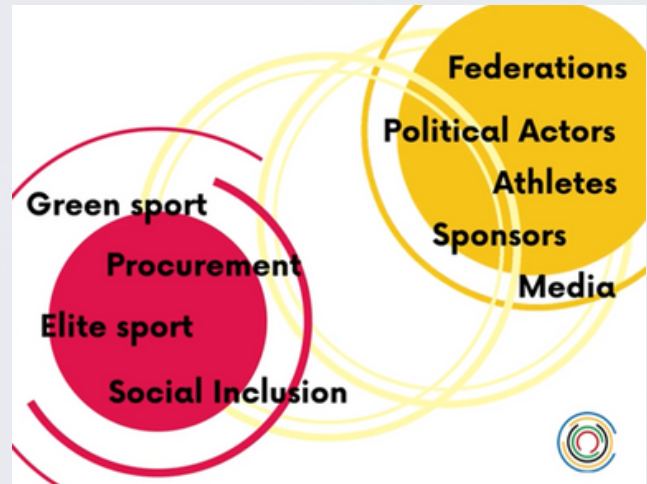 Federations
Political Actors
Athletes
Sponsors
Media
Green sport
Procurement
Elite sport
Social Inclusion